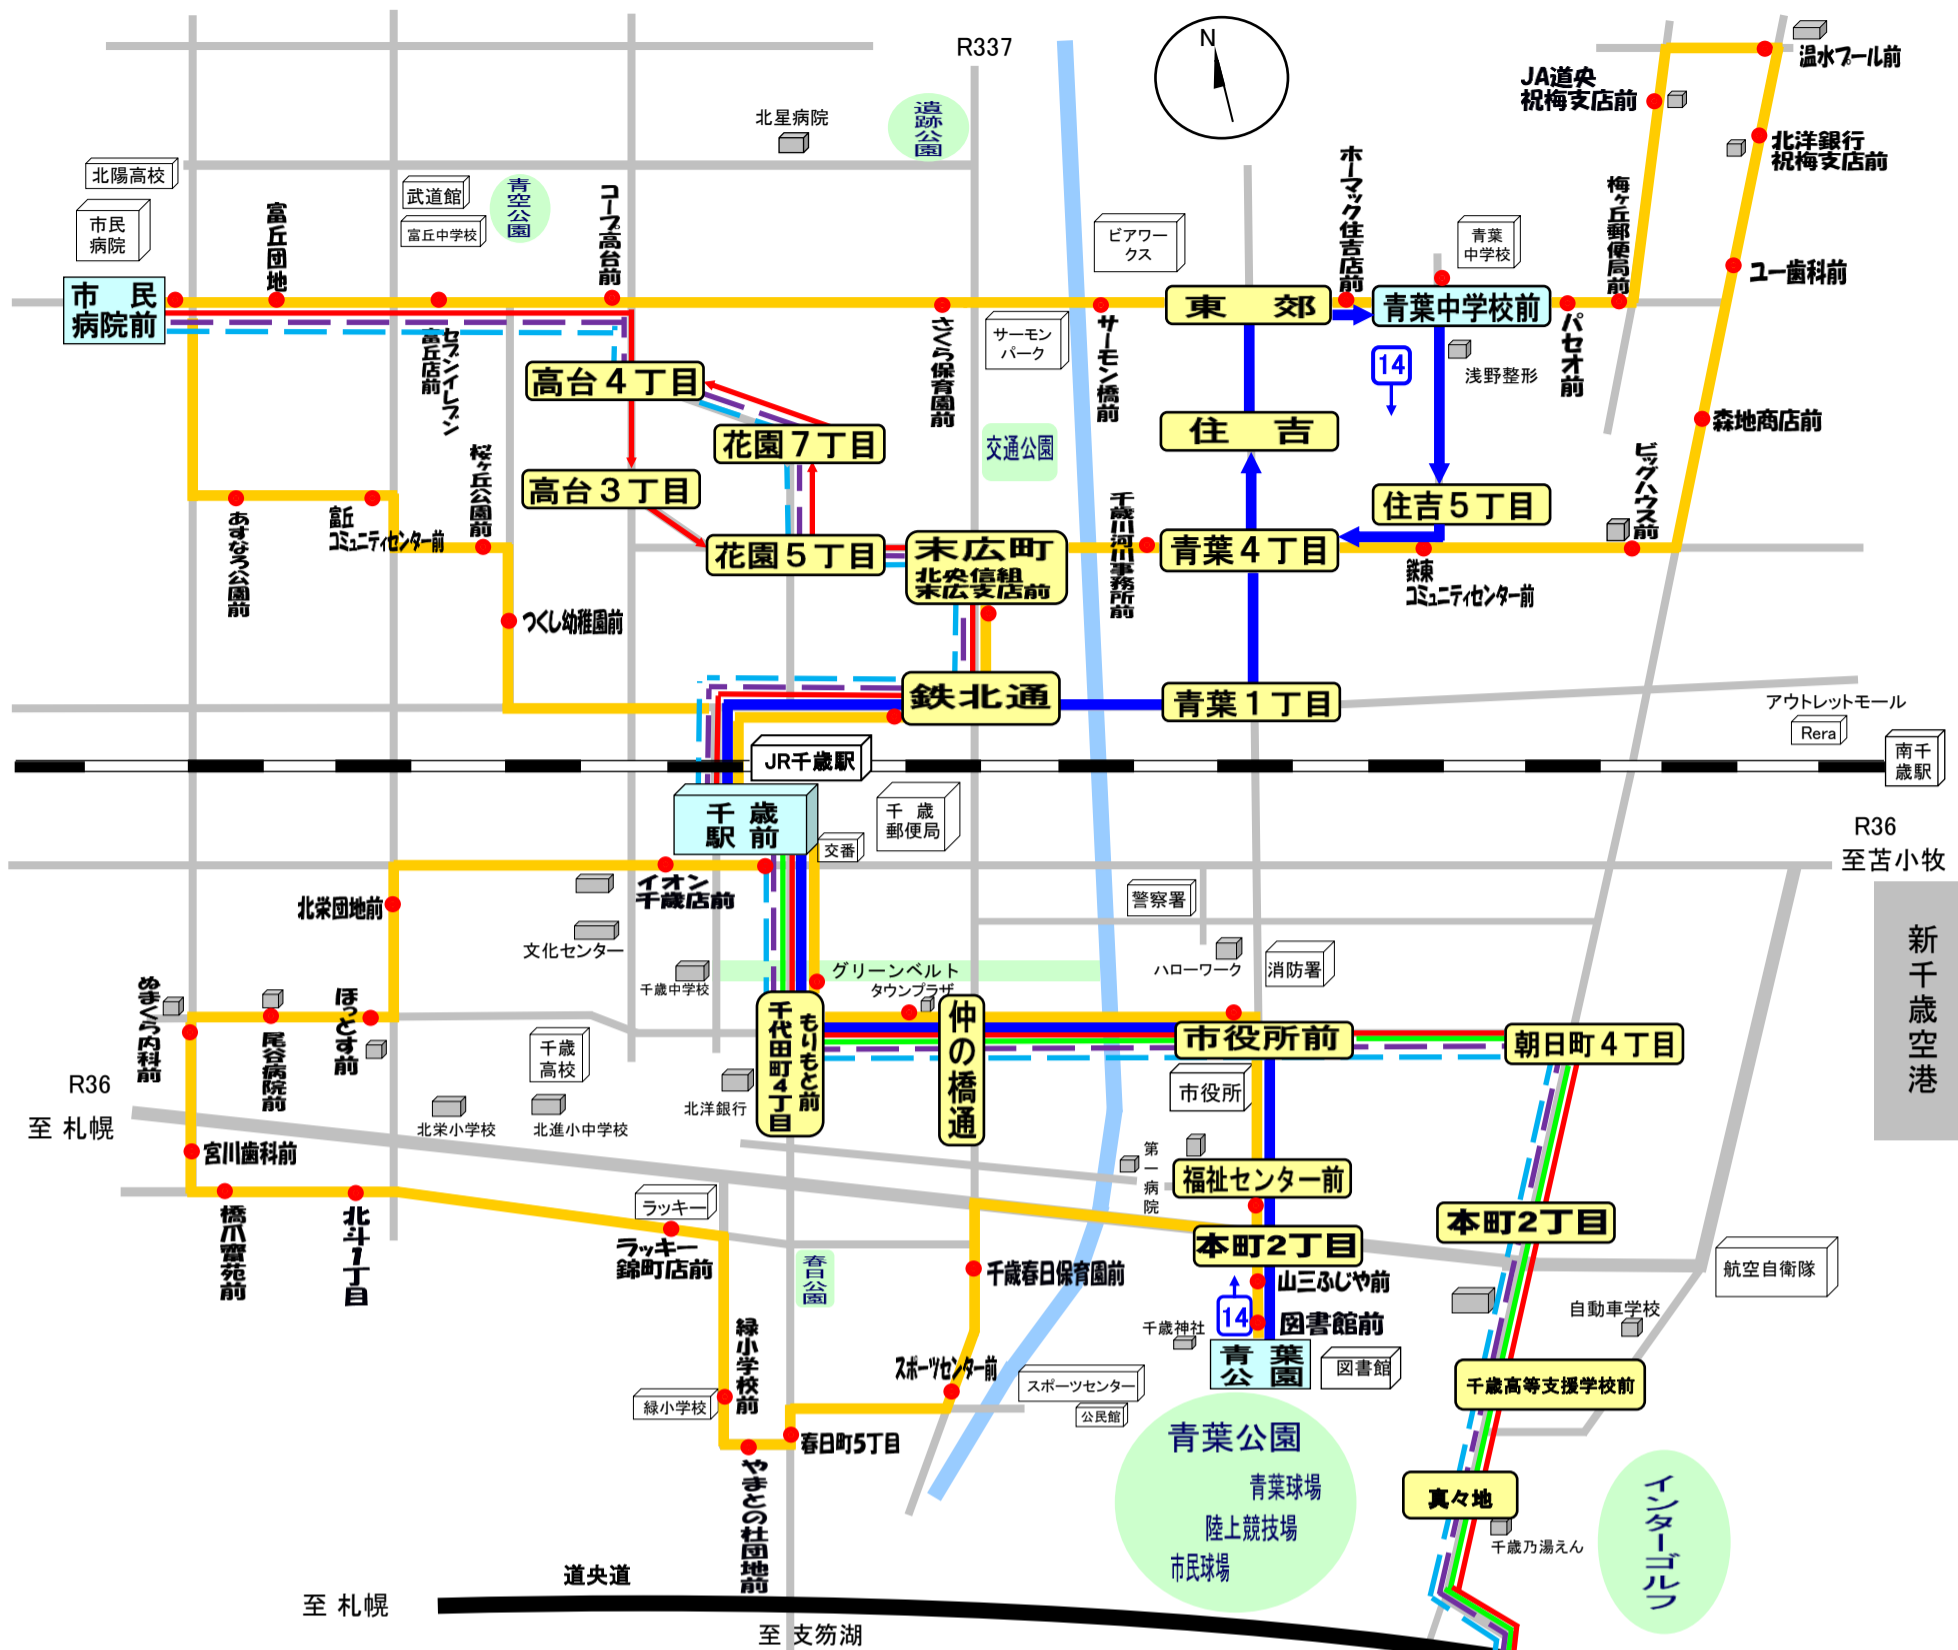 R337
N
温水プール前
JA道央
祝梅支店前
北星病院
遺跡公園
北洋銀行
祝梅支店前
北陽高校
武道館
青空公園
コープ高台前
ホーマック住吉店前
梅ヶ丘郵便局前
市民
病院
富丘団地
富丘中学校
ビアワー
クス
青葉
中学校
ユー歯科前
市民
病院前
東郊
青葉中学校前
セブンイレブン
富丘店前
さくら保育園前
サーモン
パーク
サーモン橋前
14
浅野整形
パセオ前
高台4丁目
花園7丁目
住吉
森地商店前
交通公園
桜ヶ丘公園前
高台3丁目
住吉5丁目
ビッグハウス前
あすなろ公園前
富丘
コミュニティセンター前
花園5丁目
末広町
北央信組
末広支店前
千歳川河川事務所前
青葉4丁目
鉄東
コミュニティセンター前
つくし幼稚園前
鉄北通
青葉1丁目
アウトレットモール
Rera
JR千歳駅
南千
歳駅
千歳
駅前
千歳
郵便局
交番
R36
至苫小牧
イオン
千歳店前
北栄団地前
警察署
文化センター
千歳中学校
グリーンベルト
タウンプラザ
ハローワーク
消防署
新千歳空港
ぬまくら内科前
尾谷病院前
ほっとす前
千歳
高校
もりもと前
千代田町4丁目
仲の橋通
市役所前
朝日町4丁目
R36
至 札幌
北栄小学校
北進小中学校
北洋銀行
市役所
宮川歯科前
第一病院
福祉センター前
橋爪齋苑前
北斗1丁目
ラッキー
ラッキー
錦町店前
本町2丁目
本町2丁目
春日公園
千歳春日保育園前
山三ふじや前
航空自衛隊
14
図書館前
自動車学校
千歳神社
緑小学校前
スポーツセンター前
青葉
公園
図書館
スポーツセンター
公民館
千歳高等支援学校前
緑小学校
春日町5丁目
青葉公園
青葉球場
陸上競技場
市民球場
真々地
千歳乃湯えん
インターゴルフ
やまとの杜団地前
道央道
至 札幌
至 支笏湖